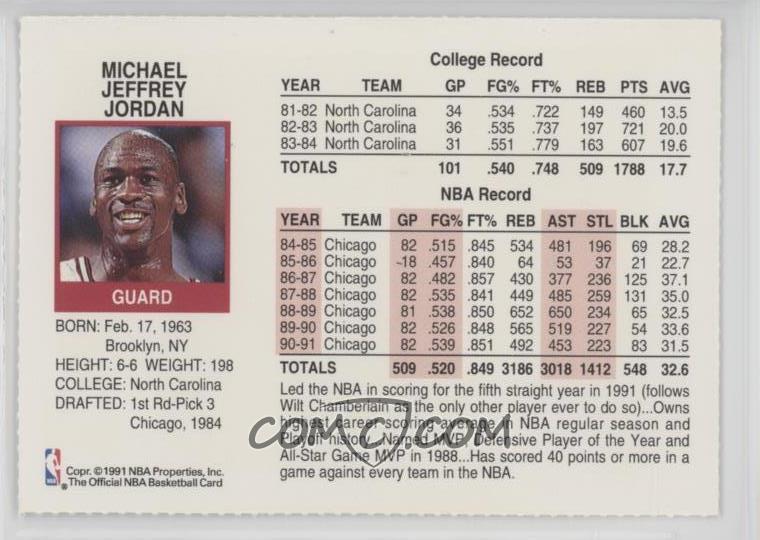 MICHAEL
JEFFREY
JORDAN
GUARD
BORN: Feb. 17, 1963
Brooklyn, NY
HEIGHT: 6-6 WEIGHT: 198
COLLEGE: North Carolina
DRAFTED: 1st Rd-Pick 3
Chicago, 1984
NBA
Copr. ©1991 NBA Properties, Inc.
The Official NBA Basketball Card
College Record
YEAR TEAM GP FG% FT% REB PTS AVG
81-82 North Carolina 34 .534 .722 149 460 13.5
82-83 North Carolina 36 .535 .737 197 721 20.0
83-84 North Carolina 31 .551 .779 163 607 19.6
TOTALS 101 .540 .748 509 1788 17.7
NBA Record
YEAR TEAM GP FG% FT% REB AST STL BLK AVG
84-85 Chicago 82 .515 .845 534 481 196 69 28.2
85-86 Chicago 18 .457 .840 64 53 37 21 22.7
86-87 Chicago 82 .482 .857 430 377 236 125 37.1
87-88 Chicago 82 .535 .841 449 485 259 131 35.0
88-89 Chicago 81 .538 .850 652 650 234 65 32.5
89-90 Chicago 82 .526 .848 565 519 227 54 33.6
90-91 Chicago 82 .539 .851 492 453 223 83 31.5
TOTALS 509 .520 .849 3186 3018 1412 548 32.6
Led the NBA in scoring for the fifth straight year in 1991 (follows
Wilt Chamberlain as the only other player ever to do so)...Owns
highest career scoring average in NBA regular season and
Playoff history...Named MVP, Defensive Player of the Year and
All-Star Game MVP in 1988...Has scored 40 points or more in a
game against every team in the NBA.
COMC.COM